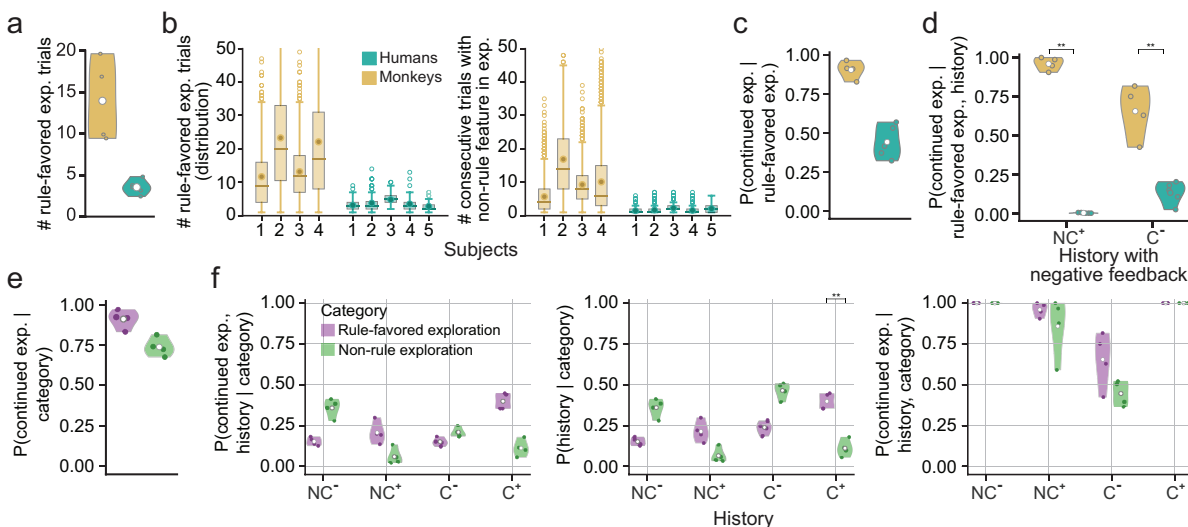 a
# rule-favored exp. trials
20
15
10
5
0
b
# rule-favored exp. trials
(distribution)
50
40
30
20
10
0
1 2 3 4 1 2 3 4 5
Humans
Monkeys
# consecutive trials with
non-rule feature in exp.
50
40
30
20
10
0
1 2 3 4 1 2 3 4 5
Subjects
c
P(continued exp. |
rule-favored exp.)
1.00
0.75
0.50
0.25
0.00
d
P(continued exp. |
rule-favored exp., history)
1.00
0.75
0.50
0.25
0.00
** **
NC+ C-
History with
negative feedback
e
P(continued exp. |
category)
1.00
0.75
0.50
0.25
0.00
f
P(continued exp.,
history | category)
1.00
0.75
0.50
0.25
0.00
Category
Rule-favored exploration
Non-rule exploration
NC- NC+ C- C+
P(history | category)
1.00
0.75
0.50
0.25
0.00
**
NC- NC+ C- C+
P(continued exp. |
history, category)
1.00
0.75
0.50
0.25
0.00
NC- NC+ C- C+
History